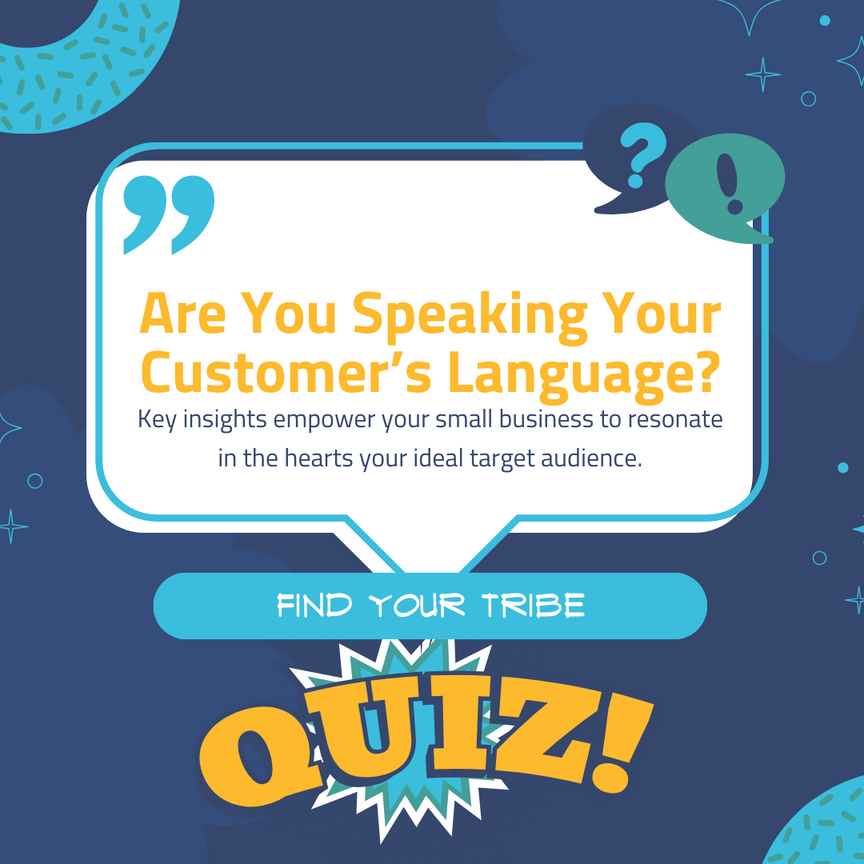 ”
? !
Are You Speaking Your
Customer’s Language?
Key insights empower your small business to resonate
in the hearts your ideal target audience.
FIND YOUR TRIBE
QUIZ!